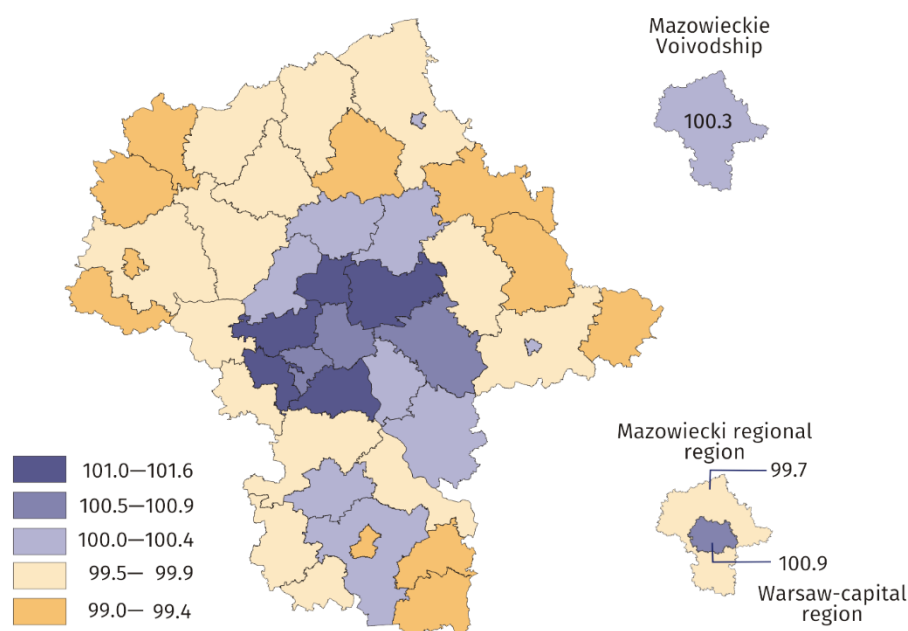 Mazowieckie
Voivodship
100.3
101.0—101.6
100.5—100.9
100.0—100.4
99.5— 99.9
99.0— 99.4
Mazowiecki regional
region
99.7
100.9
Warsaw-capital
region